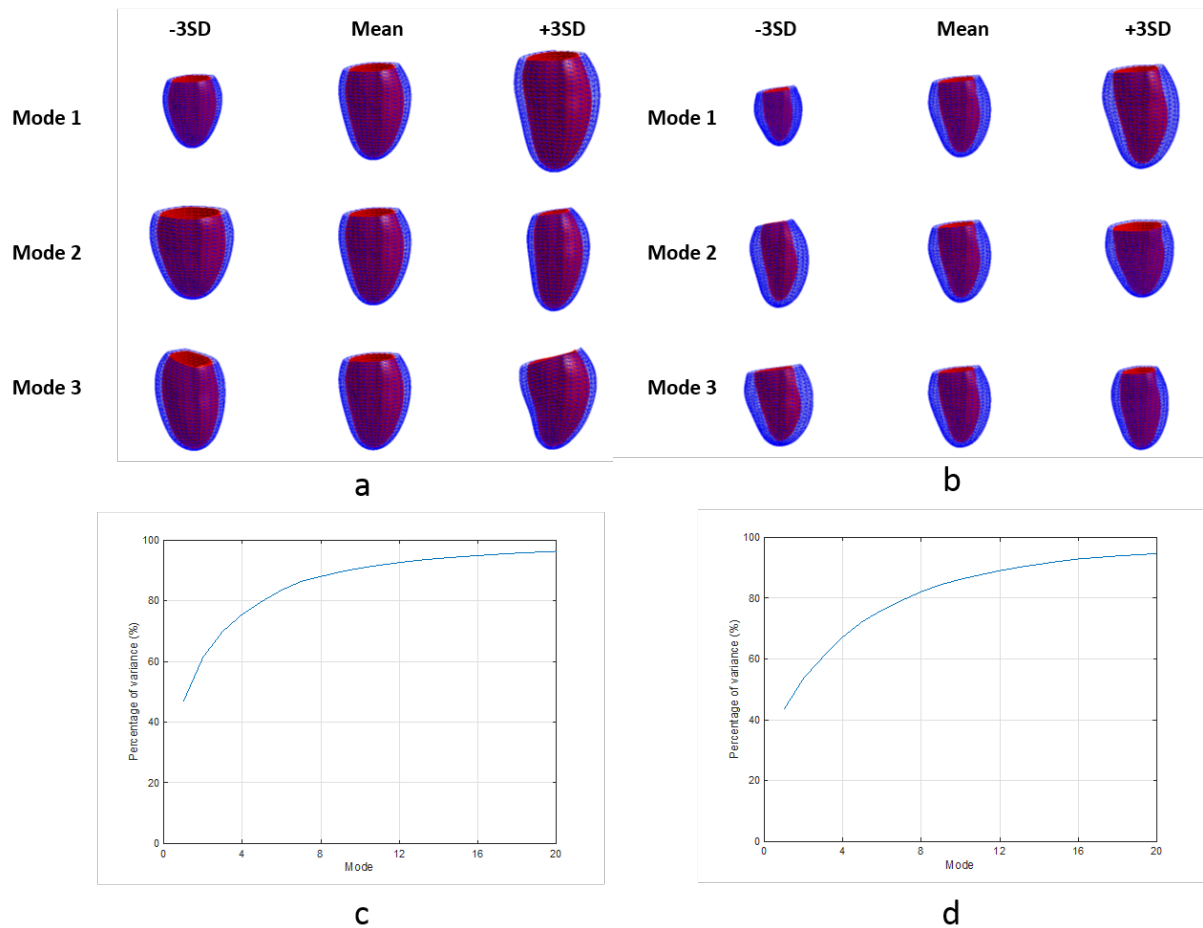 -3SD Mean +3SD
Mode 1
Mode 2
Mode 3
a
-3SD Mean +3SD
Mode 1
Mode 2
Mode 3
b
Percentage of variance (%)
100
80
60
40
20
0
0 4 8 12 16 20
Mode
c
Percentage of variance (%)
100
80
60
40
20
0
0 4 8 12 16 20
Mode
d